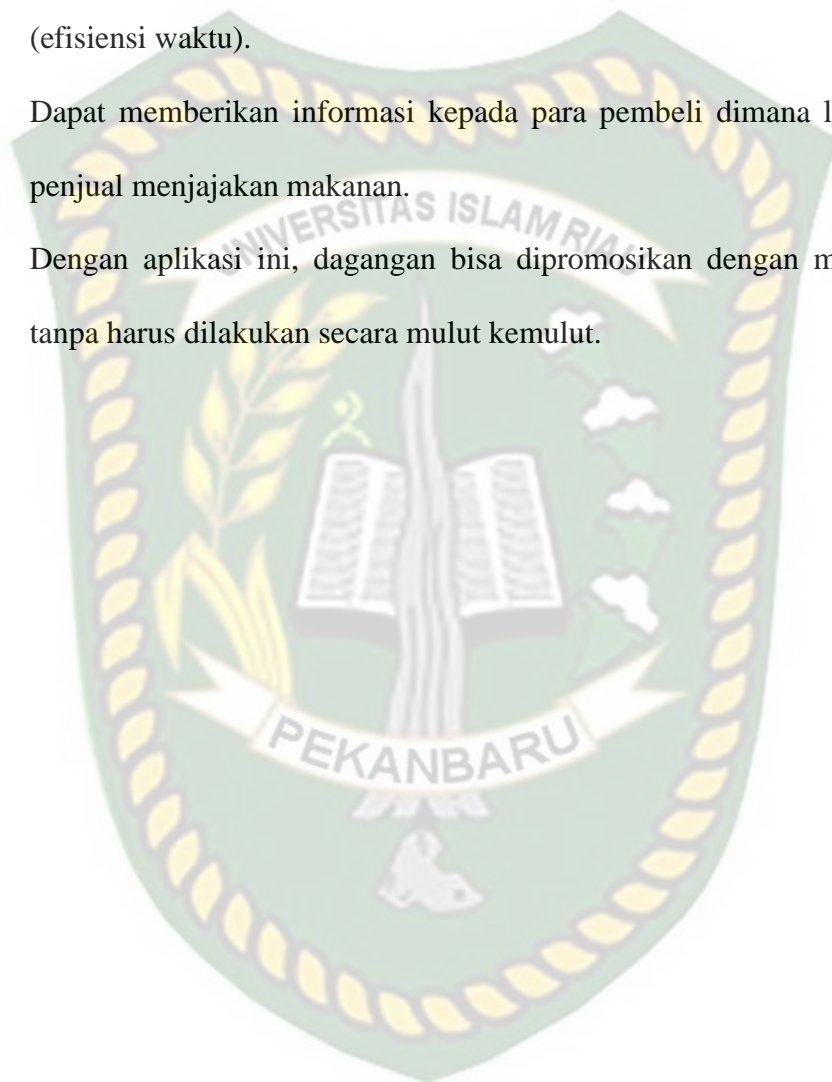 (efisiensi waktu).
Dapat memberikan informasi kepada para pembeli dimana
penjual menjajakan makanan.
UNIVERSITAS ISLAM RIAU
Dengan aplikasi ini, dagangan bisa dipromosikan dengan
tanpa harus dilakukan secara mulut kemulut.
PEKANBARU